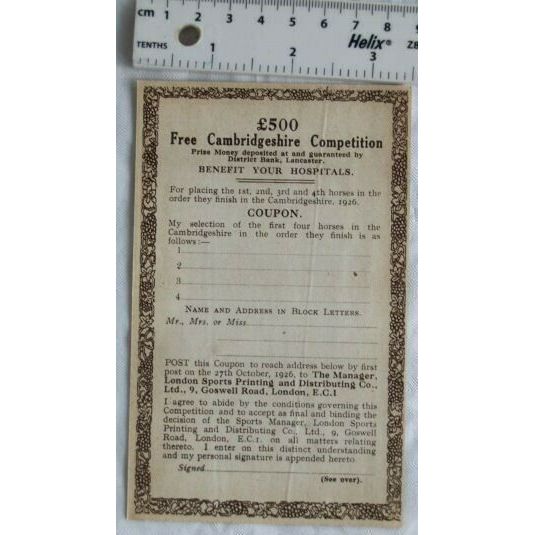 cm 1 2 3 4 5 6 7 8 9
TENTHS 1 2 3
Helix®
£500
Free Cambridgeshire Competition
Prize Money deposited at and guaranteed by
District Bank, Lancaster.
BENEFIT YOUR HOSPITALS.
For placing the 1st, 2nd, 3rd and 4th horses in the
order they finish in the Cambridgeshire, 1926.
COUPON.
My selection of the first four horses in the
Cambridgeshire in the order they finish is as
follows:—
1
2
3
4
NAME AND ADDRESS IN BLOCK LETTERS.
Mr., Mrs. or Miss
POST this Coupon to reach address below by first
post on the 27th October, 1926, to The Manager,
London Sports Printing and Distributing Co.,
Ltd., 9, Goswell Road, London, E.C.1
I agree to abide by the conditions governing this
Competition and to accept as final and binding the
decision of the Sports Manager, London Sports
Printing and Distributing Co., Ltd., 9, Goswell
Road, London, E.C.1. on all matters relating
thereto. I enter on this distinct understanding
and my personal signature is appended hereto
Signed
(See over).